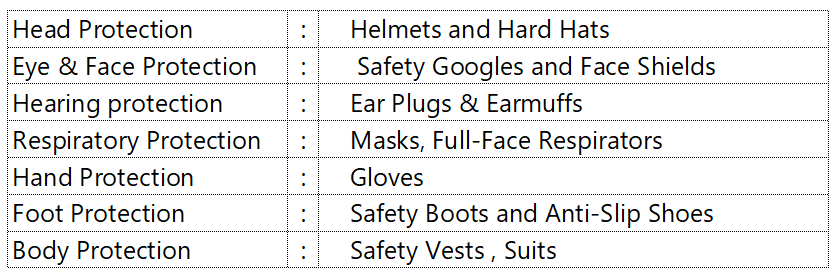 Head Protection : Helmets and Hard Hats
Eye & Face Protection : Safety Googles and Face Shields
Hearing protection : Ear Plugs & Earmuffs
Respiratory Protection : Masks, Full-Face Respirators
Hand Protection : Gloves
Foot Protection : Safety Boots and Anti-Slip Shoes
Body Protection : Safety Vests , Suits